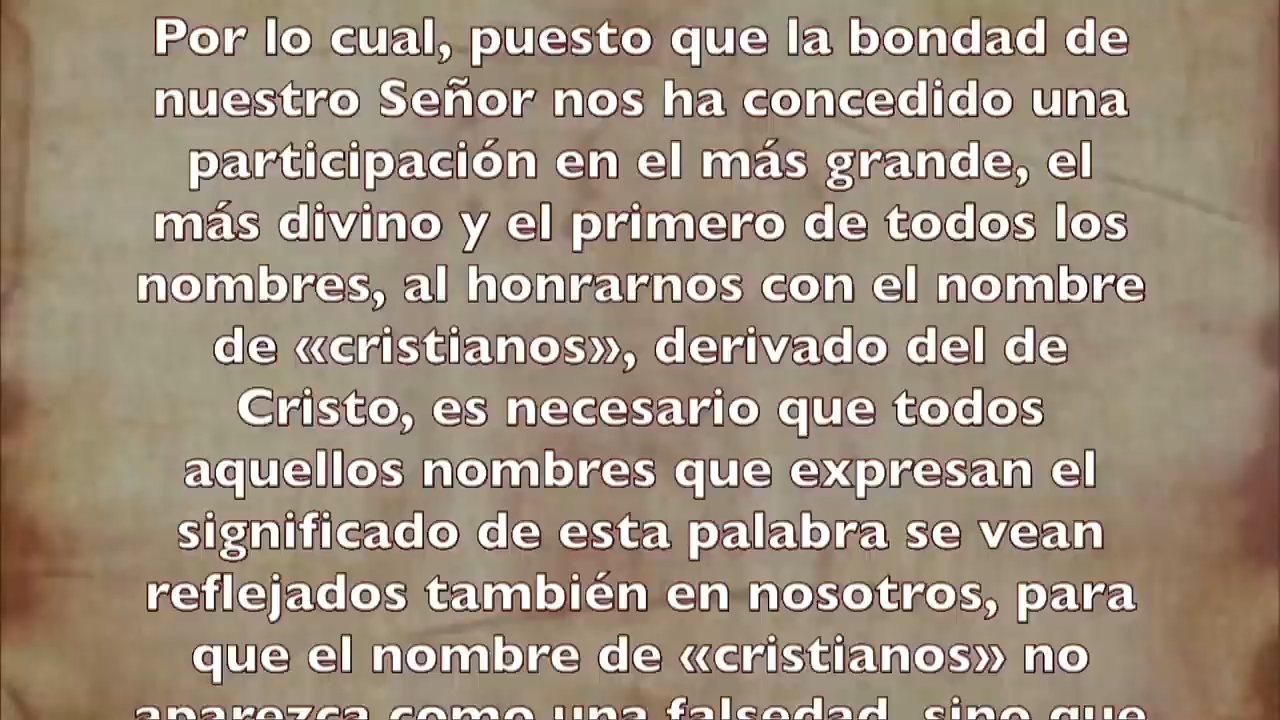 Por lo cual, puesto que la bondad de
nuestro Señor nos ha concedido una
participación en el más grande, el
más divino y el primero de todos los
nombres, al honrarnos con el nombre
de «cristianos», derivado del de
Cristo, es necesario que todos
aquellos nombres que expresan el
significado de esta palabra se vean
reflejados también en nosotros, para
que el nombre de «cristianos» no
aparezca como una falsedad, sino que